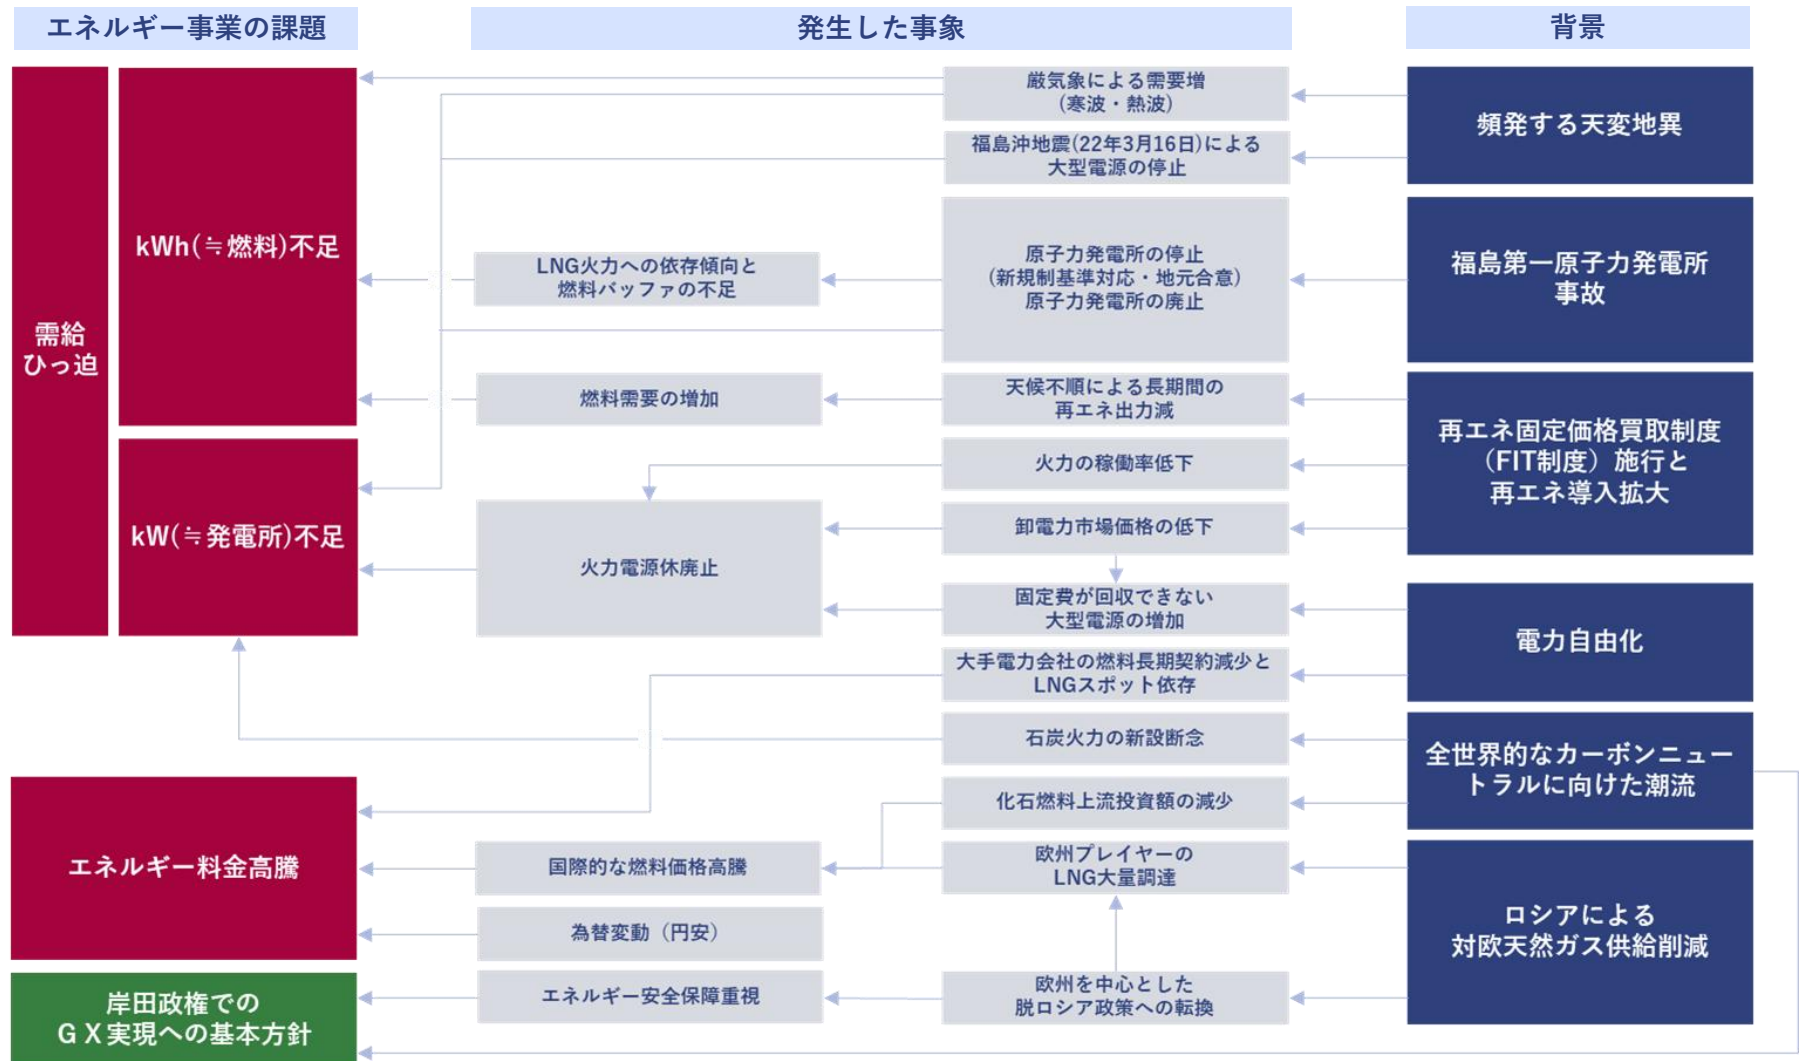 エネルギー事業の課題
発生した事象
背景
需給
ひっ迫
kWh(≒燃料)不足
kW(≒発電所)不足
エネルギー料金高騰
岸田政権での
ＧＸ実現への基本方針
LNG火力への依存傾向と
燃料バッファの不足
燃料需要の増加
火力電源休廃止
国際的な燃料価格高騰
為替変動（円安）
エネルギー安全保障重視
厳気象による需要増
(寒波・熱波)
福島沖地震(22年3月16日)による
大型電源の停止
原子力発電所の停止
(新規制基準対応・地元合意)
原子力発電所の廃止
天候不順による長期間の
再エネ出力減
火力の稼働率低下
卸電力市場価格の低下
固定費が回収できない
大型電源の増加
大手電力会社の燃料長期契約減少と
LNGスポット依存
石炭火力の新設断念
化石燃料上流投資額の減少
欧州プレイヤーの
LNG大量調達
欧州を中心とした
脱ロシア政策への転換
頻発する天変地異
福島第一原子力発電所
事故
再エネ固定価格買取制度
（FIT制度）施行と
再エネ導入拡大
電力自由化
全世界的なカーボンニュー
トラルに向けた潮流
ロシアによる
対欧天然ガス供給削減